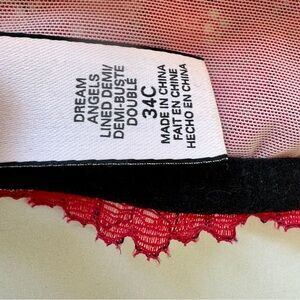 DREAM
ANGELS
LINED DEMI/
DEMI-BUSTE
DOUBLÉ
34C
MADE IN CHINA
FAIT EN CHINE
HECHO EN CHINA